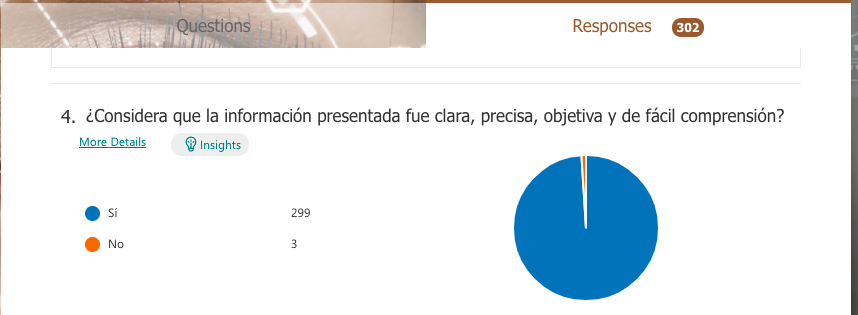 Questions
Responses 302
4. ¿Considera que la información presentada fue clara, precisa, objetiva y de fácil comprensión?
More Details Insights
Sí 299
No 3